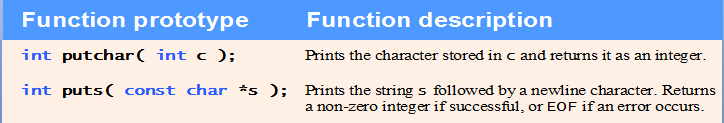 Function prototype Function description
int putchar( int c ); Prints the character stored in c and returns it as an integer.
int puts( const char *s ); Prints the string s followed by a newline character. Returns
a non-zero integer if successful, or EOF if an error occurs.